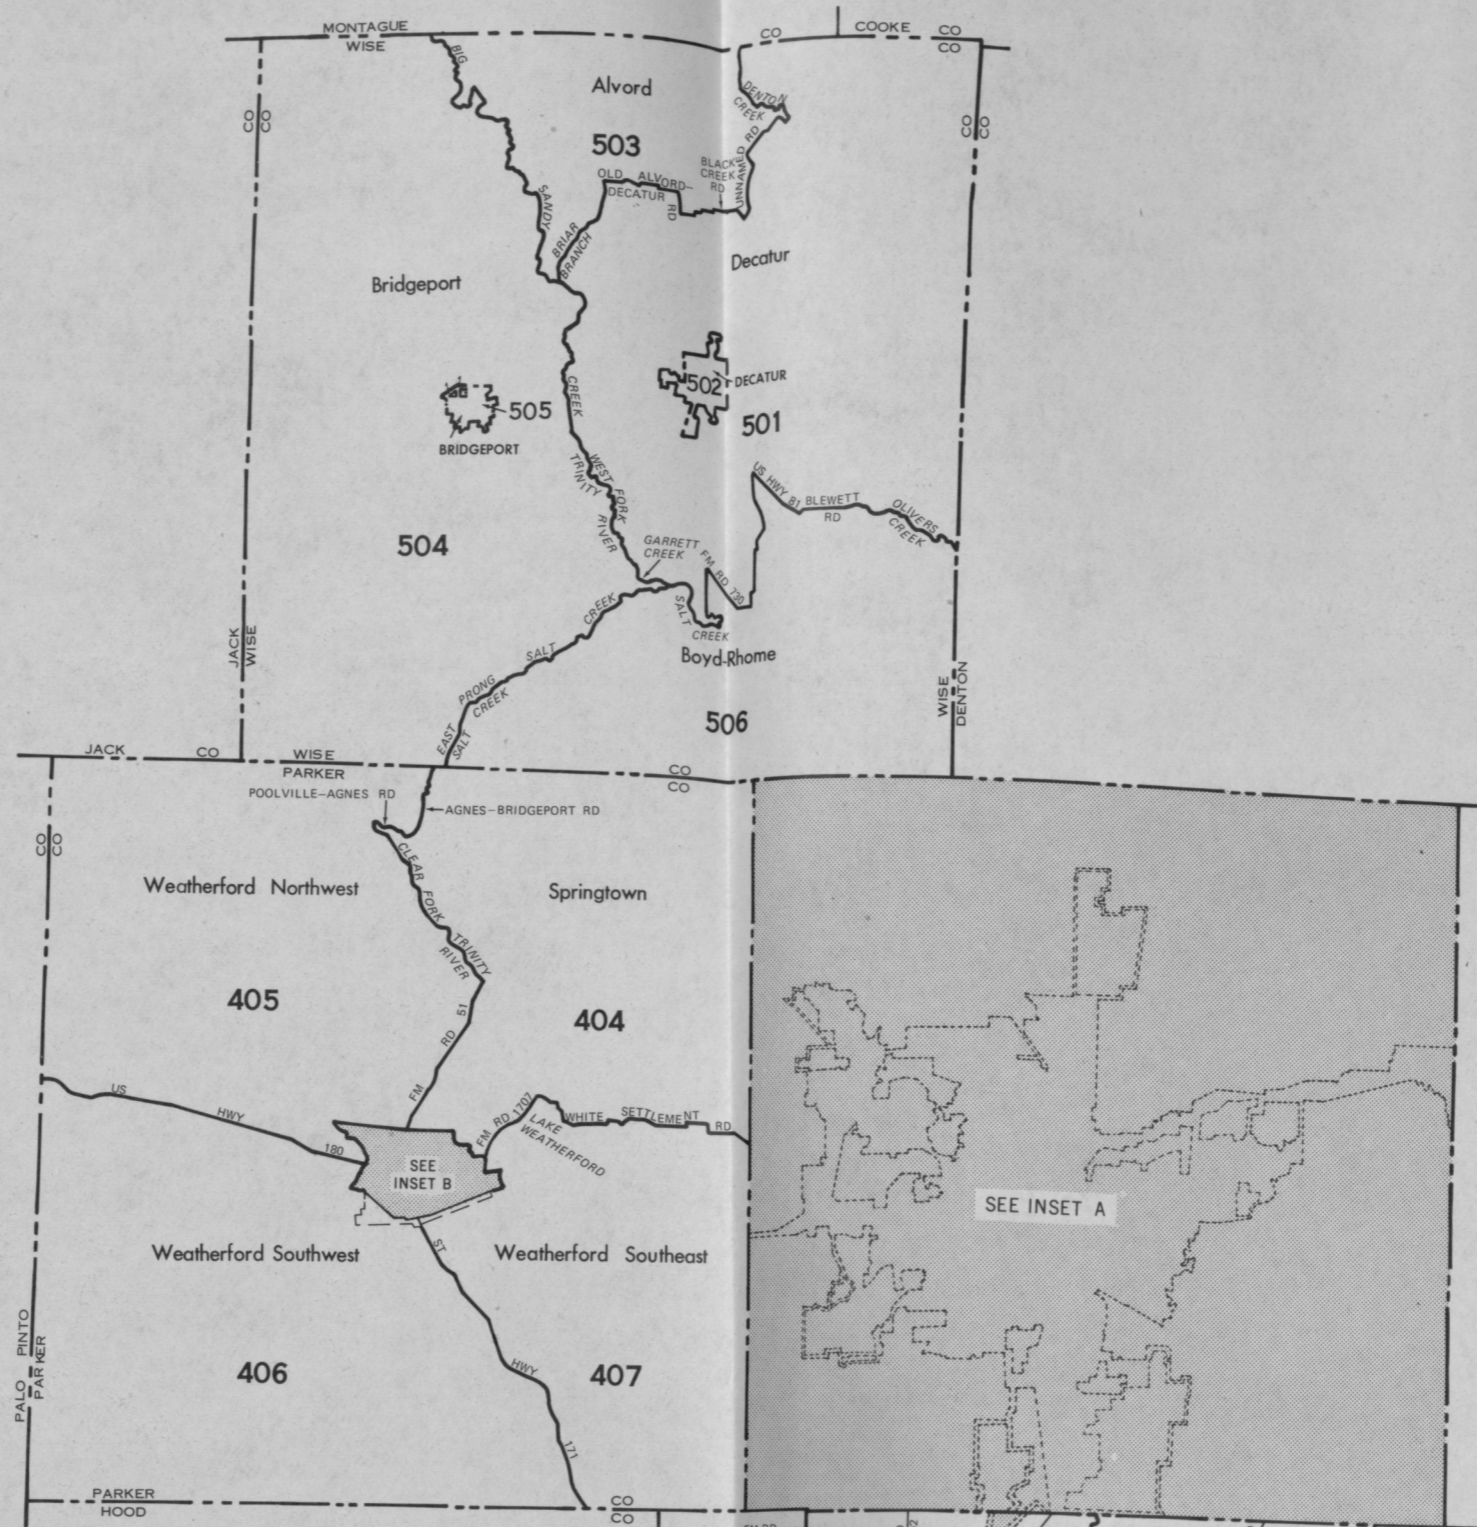 MONTAGUE
WISE
CO
COOKE
CO
CO
BIG
Alvord
DENTON
CREEK
CO
CO
CO
CO
503
UNNAMED RD
BLACK
CREEK
RD
OLD ALVORD-
DECATUR
RD
SANDY
BRIAR
BRANCH
Decatur
Bridgeport
502
DECATUR
CREEK
505
501
BRIDGEPORT
WEST FORK
TRINITY
RIVER
US HWY 81
BLEWETT
RD
OLIVERS
CREEK
504
GARRETT
CREEK
FM RD 730
SALT
CREEK
CREEK
SALT
Boyd-Rhome
JACK
WISE
PRONG
CREEK
EAST
SALT
506
WISE
DENTON
JACK
CO
WISE
PARKER
CO
CO
POOLVILLE-AGNES RD
AGNES-BRIDGEPORT RD
CO
CO
CLEAR FORK
TRINITY
RIVER
Weatherford Northwest
Springtown
405
404
FM RD 51
US HWY 180
FM RD 1707
LAKE
WEATHERFORD
WHITE SETTLEMENT RD
SEE
INSET B
SEE INSET A
Weatherford Southwest
Weatherford Southeast
ST HWY 171
PALO PINTO
PARKER
406
407
PARKER
HOOD
CO
CO